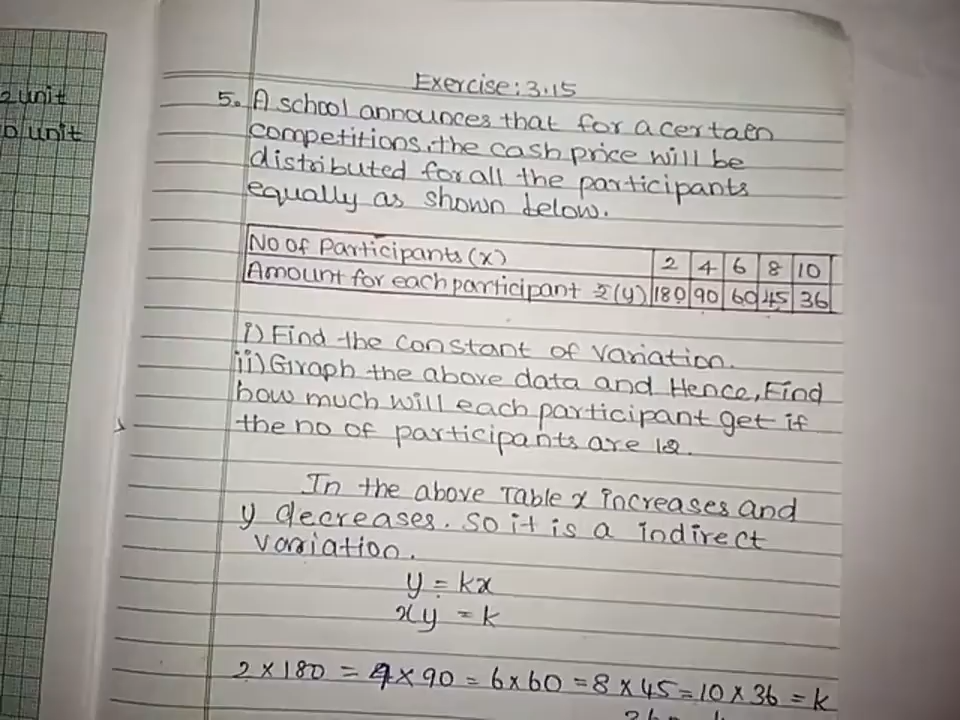 2 unit
0 unit
Exercise: 3.15
5. A school announces that for a certaen
competitions, the cash price will be
distributed for all the participants
equally as shown below.
No of Participants (x) 2 4 6 8 10
Amount for each participant ₹ (y) 180 90 60 45 36
i) Find the constant of variation.
ii) Graph the above data and Hence, Find
how much will each participant get if
the no of participants are 12.
In the above Table x increases and
y decreases. So it is a indirect
variation.
y = kx
xy = k
2 × 180 = 4 × 90 = 6 × 60 = 8 × 45 = 10 × 36 = k